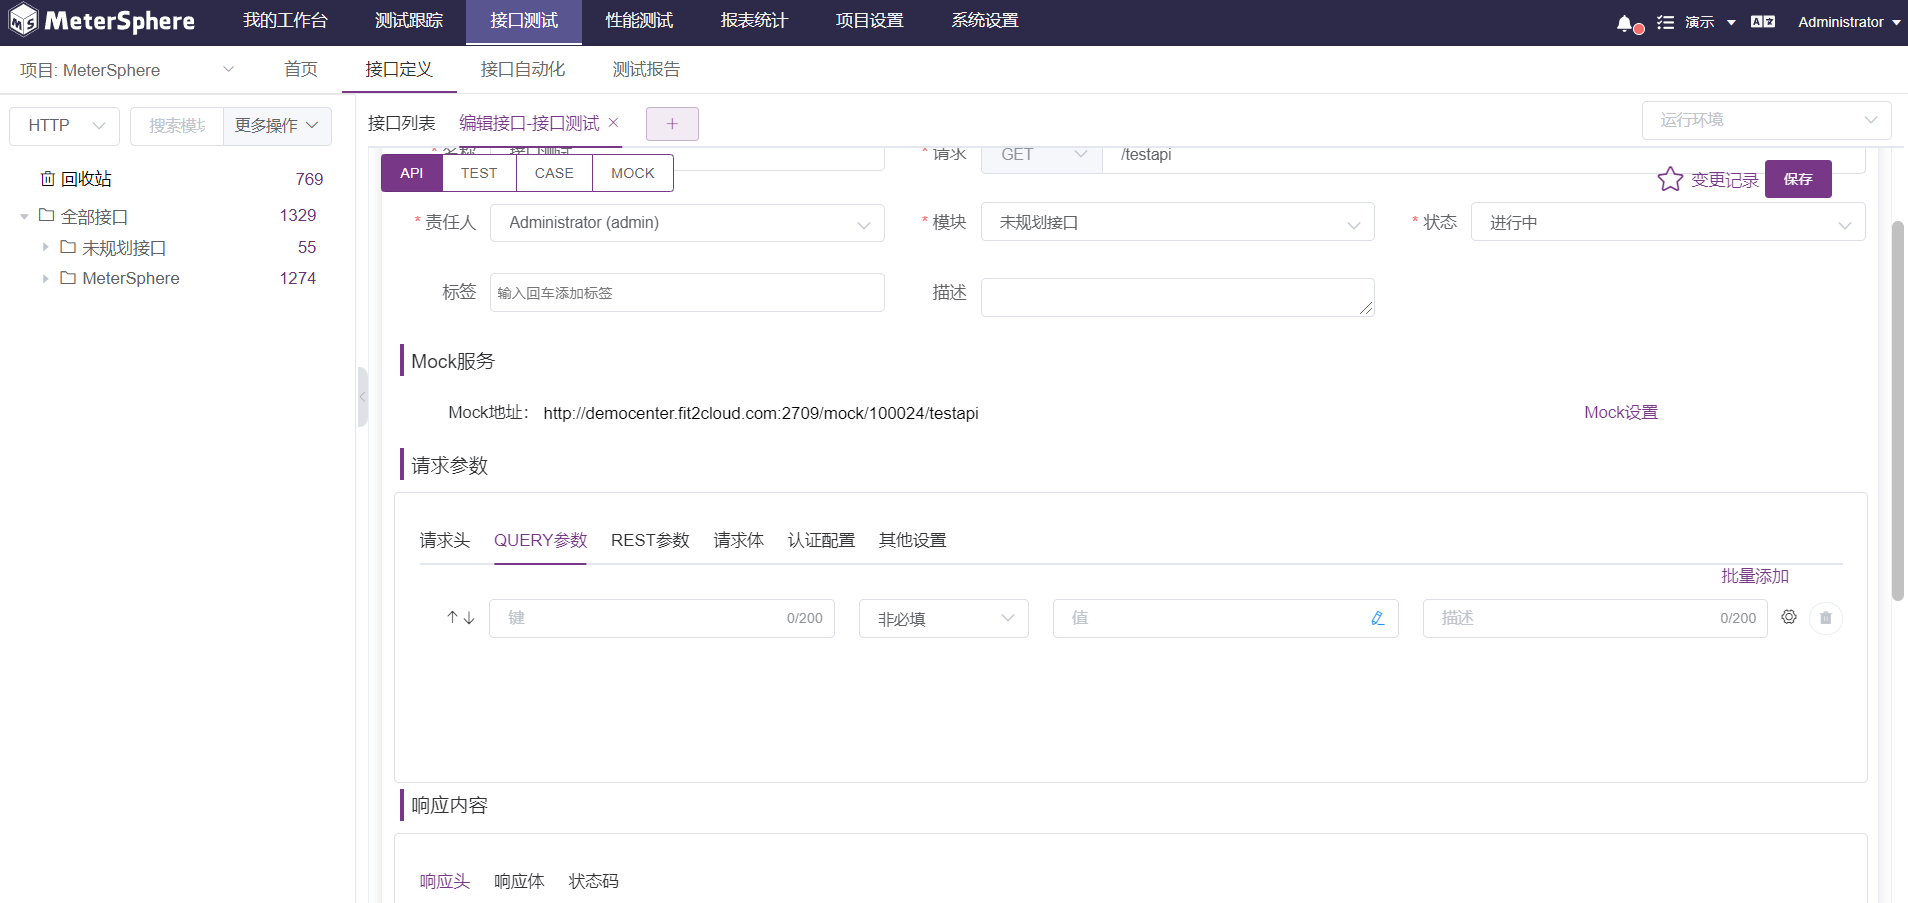 MeterSphere 我的工作台 测试跟踪 接口测试 性能测试 报表统计 项目设置 系统设置 演示 Administrator
项目: MeterSphere 首页 接口定义 接口自动化 测试报告
HTTP 搜索模块 更多操作
回收站 769
全部接口 1329
未规划接口 55
MeterSphere 1274
接口列表 编辑接口-接口测试 × + 运行环境
* 名称 接口测试 * 请求 GET /testapi
API TEST CASE MOCK 变更记录 保存
* 责任人 Administrator (admin) * 模块 未规划接口 * 状态 进行中
标签 输入回车添加标签 描述
Mock服务
Mock地址: http://democenter.fit2cloud.com:2709/mock/100024/testapi Mock设置
请求参数
请求头 QUERY参数 REST参数 请求体 认证配置 其他设置
批量添加
键 0/200 非必填 值 描述 0/200
响应内容
响应头 响应体 状态码